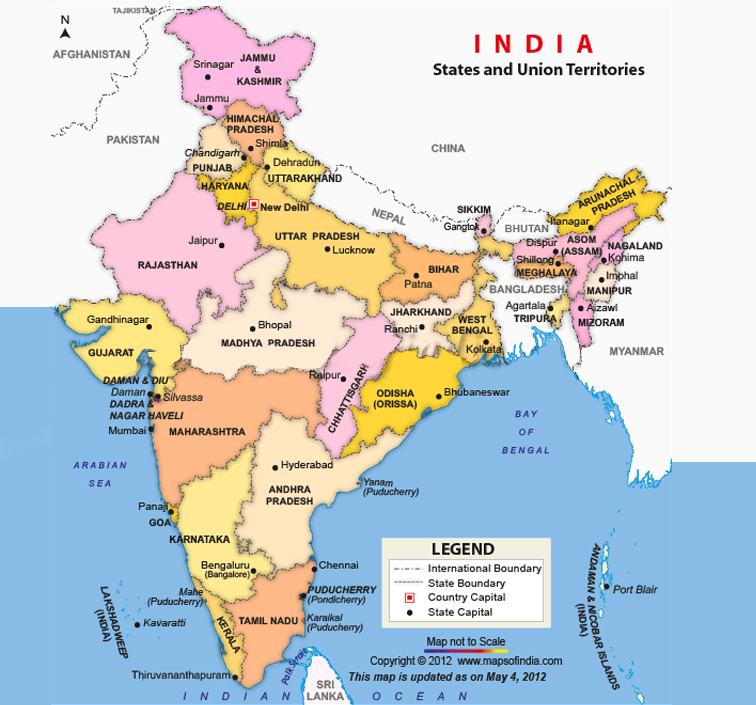 INDIA
States and Union Territories
N
TAJIKISTAN
AFGHANISTAN
PAKISTAN
CHINA
NEPAL
BHUTAN
BANGLADESH
MYANMAR
Srinagar
JAMMU
&
KASHMIR
Jammu
HIMACHAL
PRADESH
Shimla
Chandigarh
PUNJAB
Dehradun
UTTARAKHAND
HARYANA
DELHI
New Delhi
Jaipur
RAJASTHAN
UTTAR PRADESH
Lucknow
SIKKIM
Gangtok
ARUNACHAL
PRADESH
Itanagar
Dispur
ASOM
(ASSAM)
NAGALAND
Kohima
Shillong
MEGHALAYA
Imphal
MANIPUR
Agartala
TRIPURA
Aizawl
MIZORAM
BIHAR
Patna
JHARKHAND
Ranchi
WEST
BENGAL
Kolkata
Gandhinagar
GUJARAT
Bhopal
MADHYA PRADESH
Raipur
CHHATTISGARH
ODISHA
(ORISSA)
Bhubaneswar
DAMAN & DIU
Daman
Silvassa
DADRA &
NAGAR HAVELI
Mumbai
MAHARASHTRA
ARABIAN
SEA
BAY
OF
BENGAL
Hyderabad
ANDHRA
PRADESH
Yanam
(Puducherry)
Panaji
GOA
KARNATAKA
Bengaluru
(Bangalore)
Chennai
Mahe
(Puducherry)
PUDUCHERRY
(Pondicherry)
Karaikal
(Puducherry)
TAMIL NADU
KERALA
LAKSHADWEEP
(INDIA)
Kavaratti
Thiruvananthapuram
Palk Strait
SRI
LANKA
INDIAN OCEAN
ANDAMAN & NICOBAR ISLANDS
(INDIA)
Port Blair
LEGEND
International Boundary
State Boundary
Country Capital
State Capital
Map not to Scale
Copyright © 2012 www.mapsofindia.com
This map is updated as on May 4, 2012